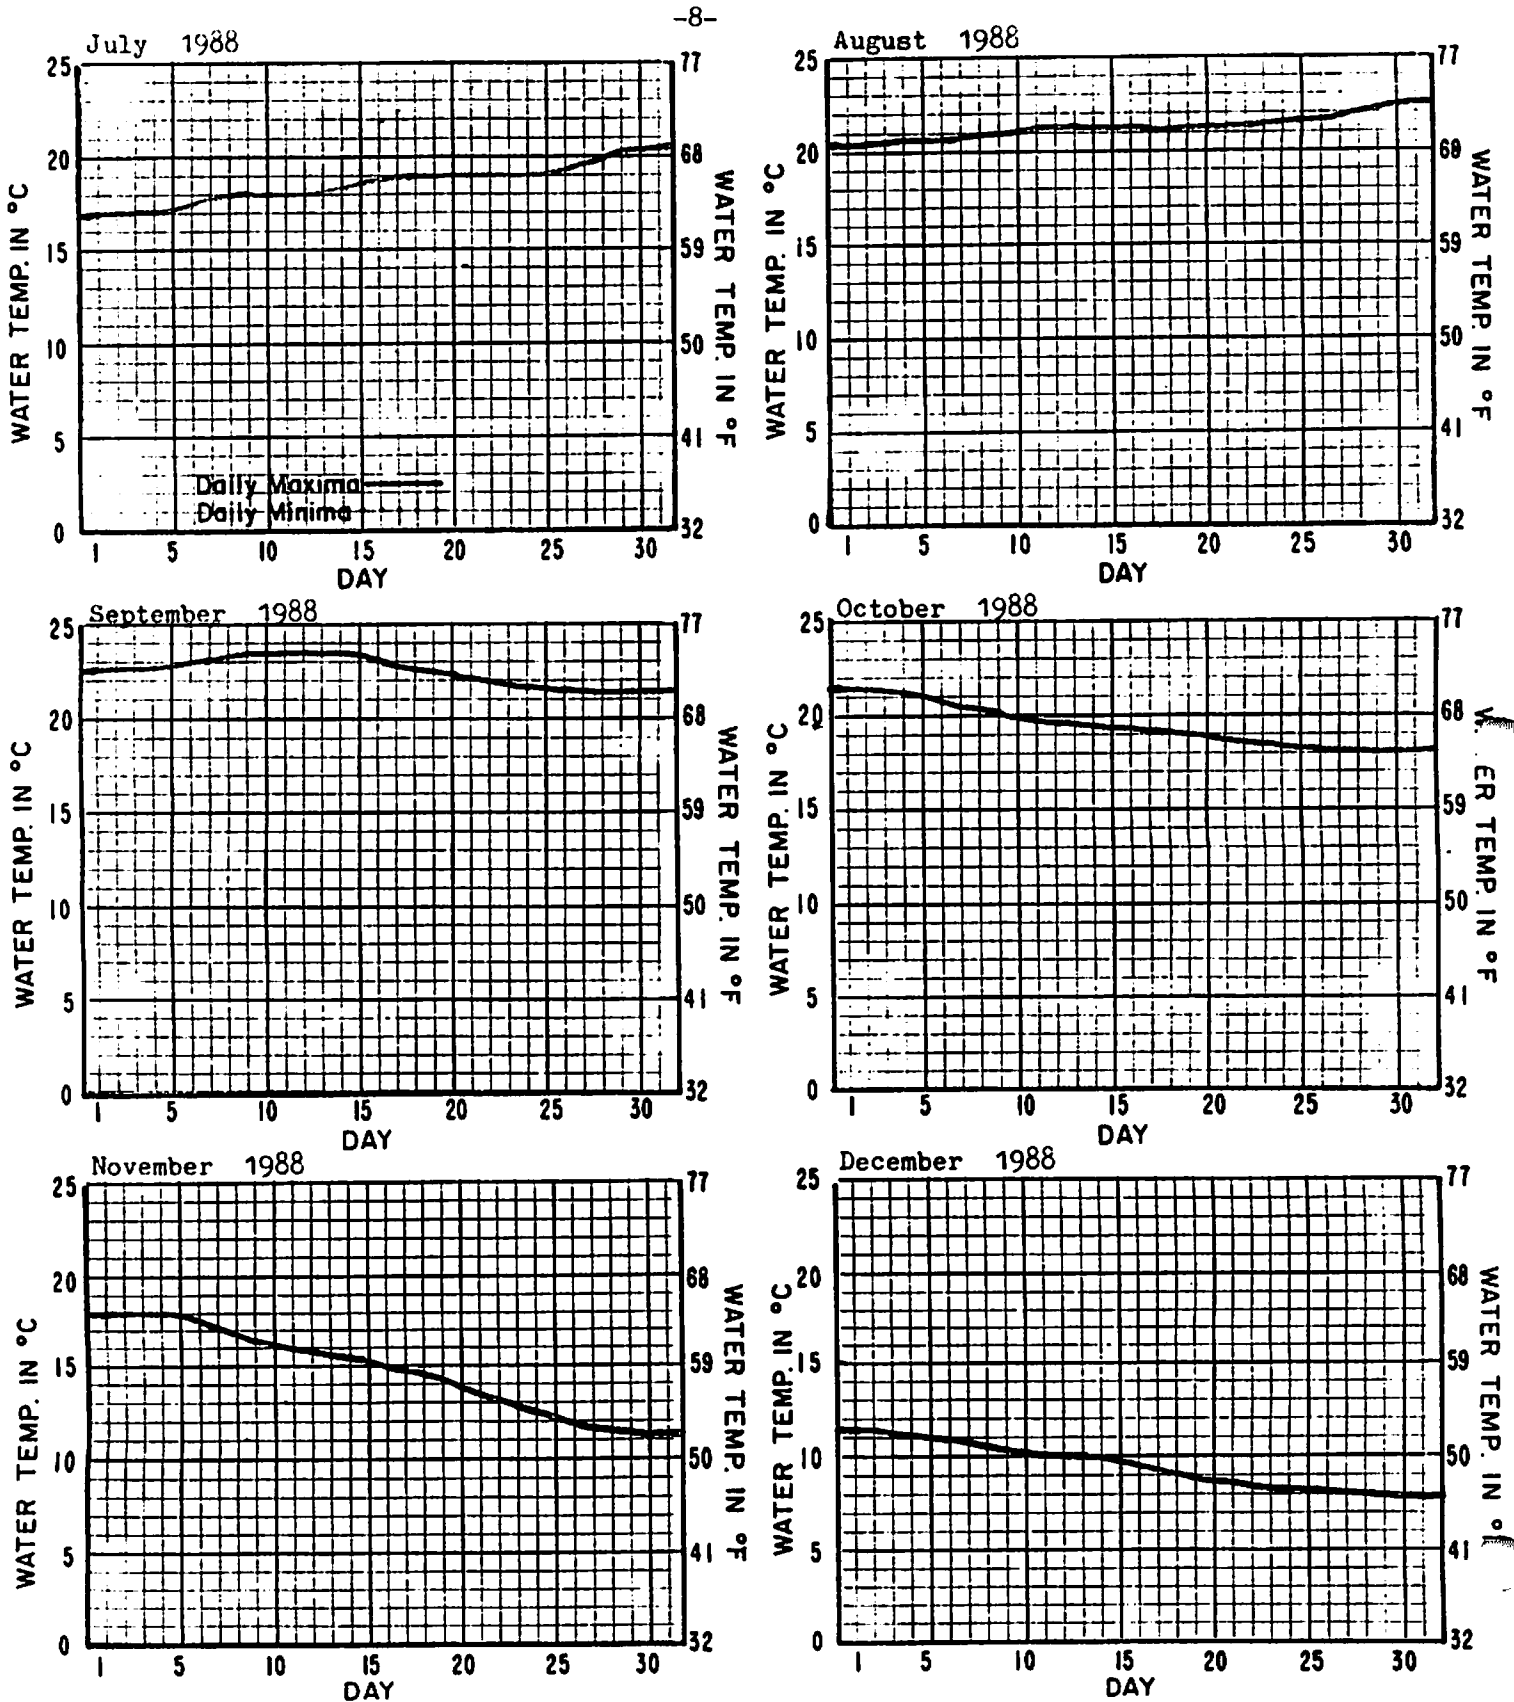 -8-
July 1988
25
20
15
10
5
0
WATER TEMP. IN °C
77
68
59
50
41
32
WATER TEMP. IN °F
Daily Maxima
Daily Minima
1 5 10 15 20 25 30
DAY
August 1988
25
20
15
10
5
0
WATER TEMP. IN °C
77
68
59
50
41
32
WATER TEMP. IN °F
1 5 10 15 20 25 30
DAY
September 1988
25
20
15
10
5
0
WATER TEMP. IN °C
77
68
59
50
41
32
WATER TEMP. IN °F
1 5 10 15 20 25 30
DAY
October 1988
25
20
15
10
5
0
WATER TEMP. IN °C
77
68
59
50
41
32
ER TEMP. IN °F
1 5 10 15 20 25 30
DAY
November 1988
25
20
15
10
5
0
WATER TEMP. IN °C
77
68
59
50
41
32
WATER TEMP. IN °F
1 5 10 15 20 25 30
DAY
December 1988
25
20
15
10
5
0
WATER TEMP. IN °C
77
68
59
50
41
32
WATER TEMP. IN
1 5 10 15 20 25 30
DAY